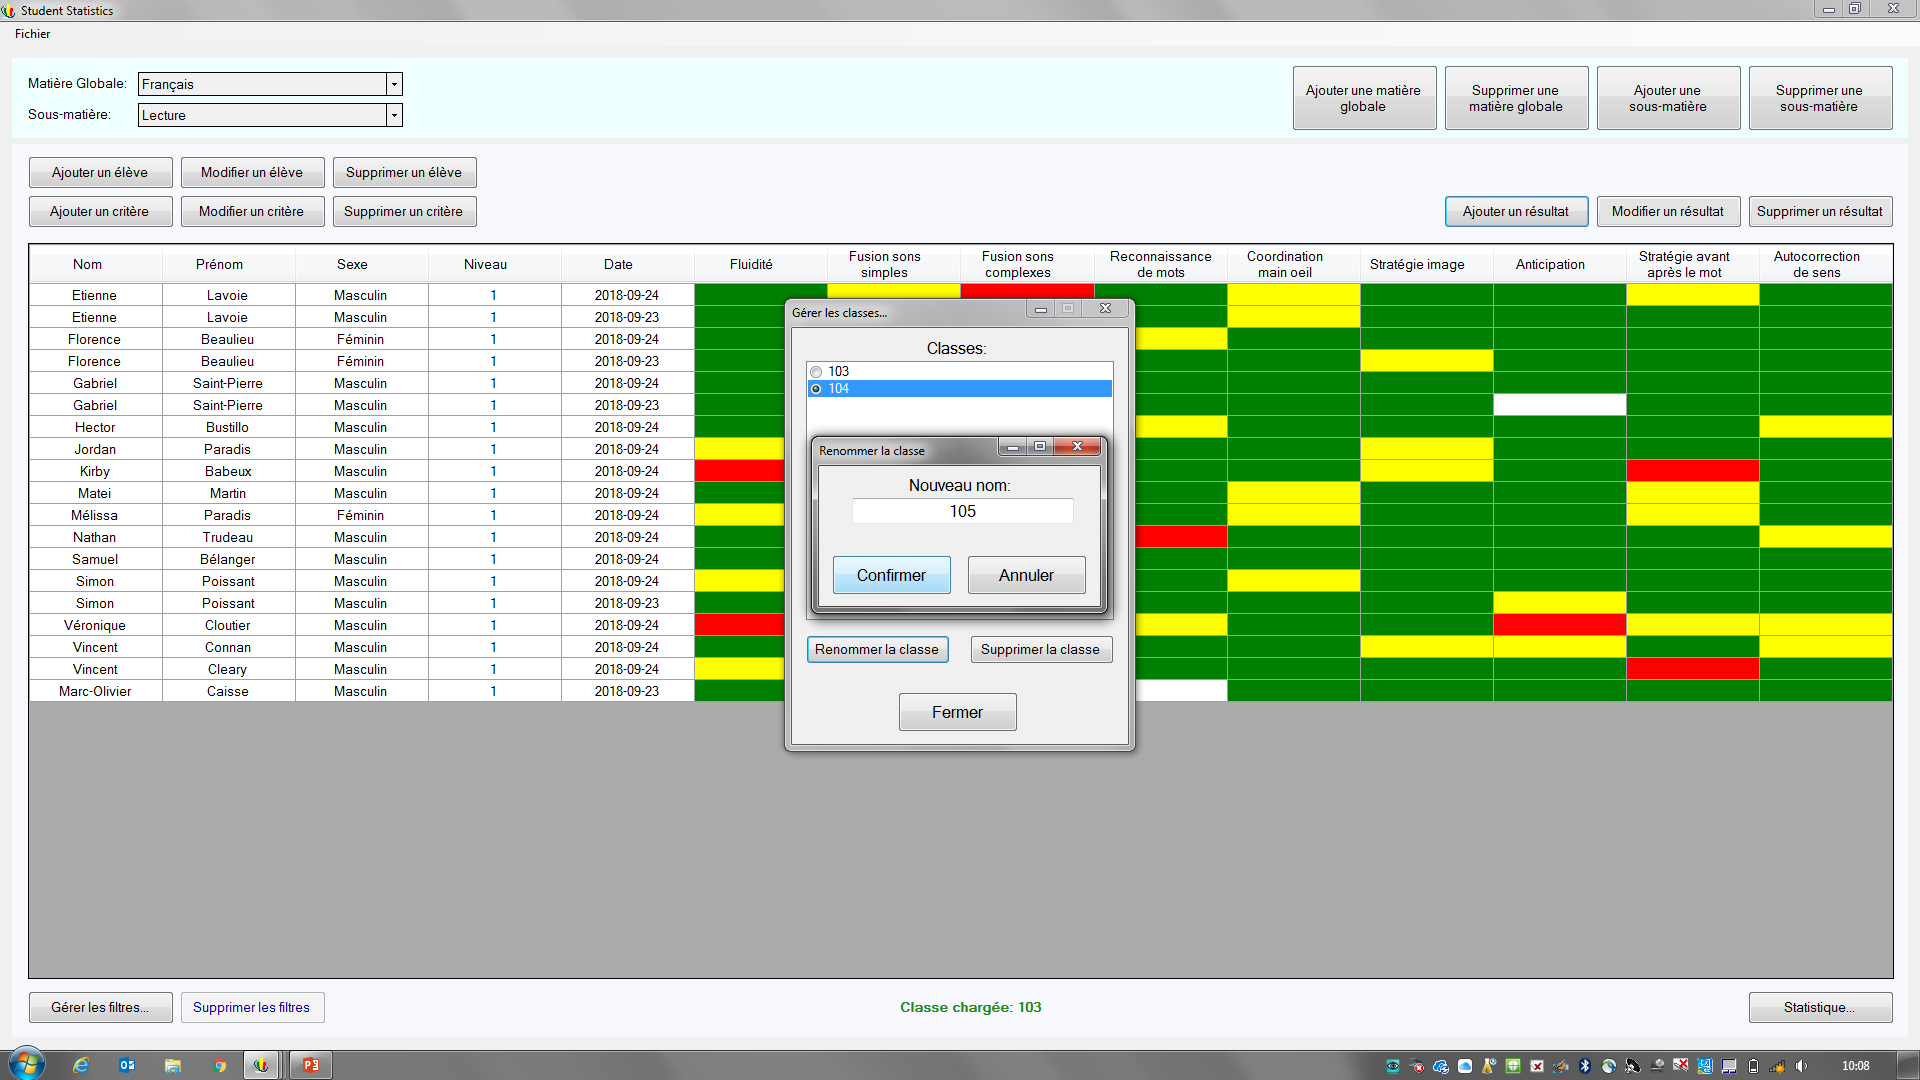 Student Statistics
Fichier
Matière Globale: Français
Sous-matière: Lecture
Ajouter une matière globale
Supprimer une matière globale
Ajouter une sous-matière
Supprimer une sous-matière
Ajouter un élève Modifier un élève Supprimer un élève
Ajouter un critère Modifier un critère Supprimer un critère
Ajouter un résultat Modifier un résultat Supprimer un résultat
Nom Prénom Sexe Niveau Date Fluidité Fusion sons simples Fusion sons complexes Reconnaissance de mots Coordination main oeil Stratégie image Anticipation Stratégie avant après le mot Autocorrection de sens
Etienne Lavoie Masculin 1 2018-09-24
Etienne Lavoie Masculin 1 2018-09-23
Florence Beaulieu Féminin 1 2018-09-24
Florence Beaulieu Féminin 1 2018-09-23
Gabriel Saint-Pierre Masculin 1 2018-09-24
Gabriel Saint-Pierre Masculin 1 2018-09-23
Hector Bustillo Masculin 1 2018-09-24
Jordan Paradis Masculin 1 2018-09-24
Kirby Babeux Masculin 1 2018-09-24
Matei Martin Masculin 1 2018-09-24
Mélissa Paradis Féminin 1 2018-09-24
Nathan Trudeau Masculin 1 2018-09-24
Samuel Bélanger Masculin 1 2018-09-24
Simon Poissant Masculin 1 2018-09-24
Simon Poissant Masculin 1 2018-09-23
Véronique Cloutier Masculin 1 2018-09-24
Vincent Connan Masculin 1 2018-09-24
Vincent Cleary Masculin 1 2018-09-24
Marc-Olivier Caisse Masculin 1 2018-09-23
Gérer les classes...
Classes:
103
104
Renommer la classe
Nouveau nom:
105
Confirmer Annuler
Renommer la classe Supprimer la classe
Fermer
Gérer les filtres... Supprimer les filtres
Classe chargée: 103
Statistique...
10:08